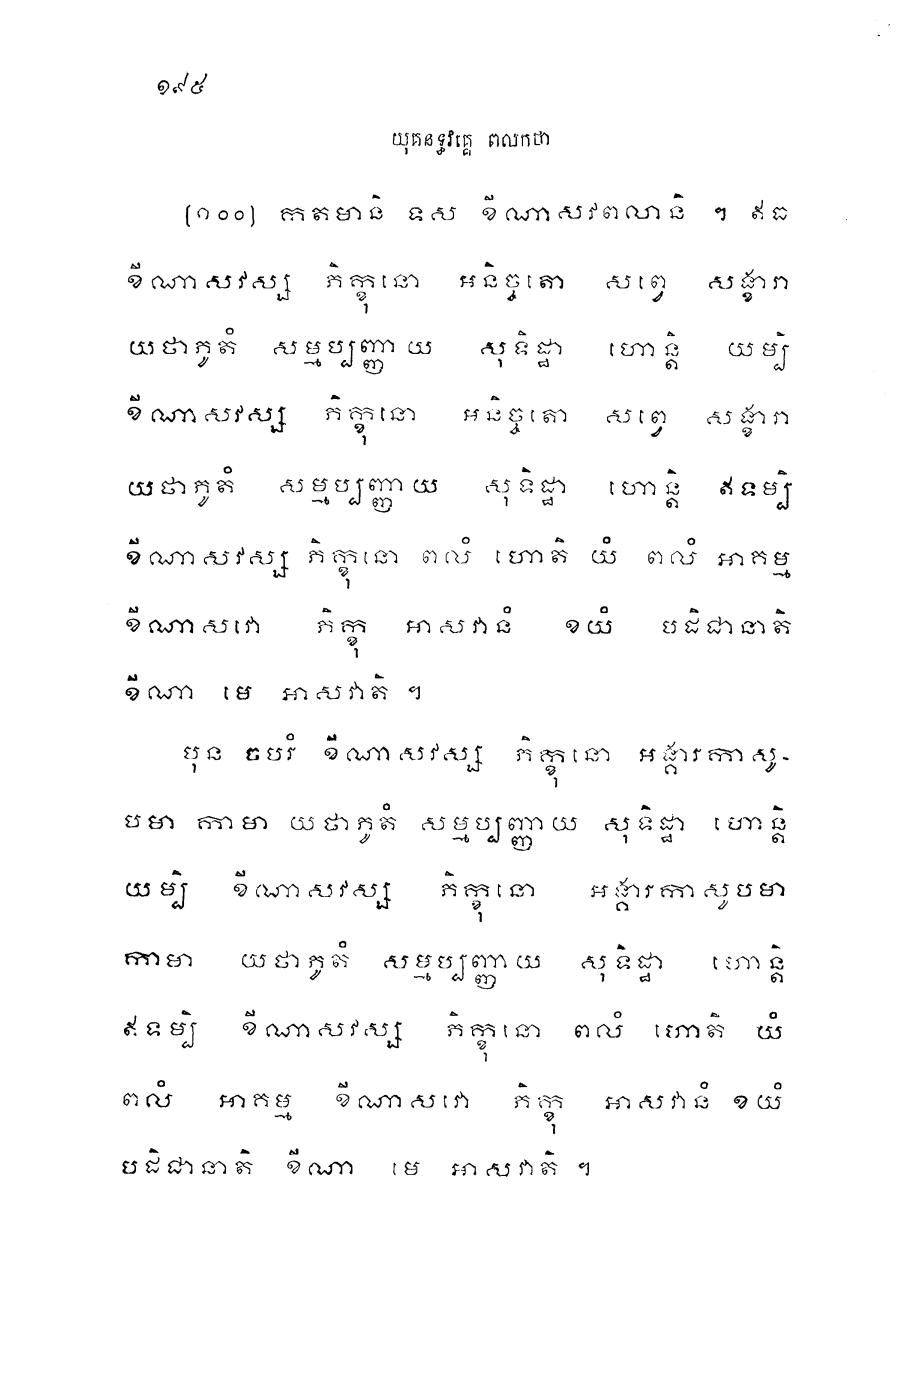 ១៩៥
យុគនទ្ធវគ្គេ ពលកថា
(១០០) កតមានិ ទស ខីណាសវពលានិ ។ ឥធ
ខីណាសវស្ស ភិក្ខុនោ អនិច្ចតោ សព្វេ សង្ខារា
យថាភូតំ សម្មប្បញ្ញាយ សុទិដ្ឋា ហោន្តិ យម្បិ
ខីណាសវស្ស ភិក្ខុនោ អនិច្ចតោ សព្វេ សង្ខារា
យថាភូតំ សម្មប្បញ្ញាយ សុទិដ្ឋា ហោន្តិ ឥទម្បិ
ខីណាសវស្ស ភិក្ខុនោ ពលំ ហោតិ យំ ពលំ អាគម្ម
ខីណាសវោ ភិក្ខុ អាសវានំ ខយំ បដិជានាតិ
ខីណា មេ អាសវាតិ ។
បុន ចបរំ ខីណាសវស្ស ភិក្ខុនោ អង្គារកាសូ-
បមា កាមា យថាភូតំ សម្មប្បញ្ញាយ សុទិដ្ឋា ហោន្តិ
យម្បិ ខីណាសវស្ស ភិក្ខុនោ អង្គារកាសូបមា
កាមា យថាភូតំ សម្មប្បញ្ញាយ សុទិដ្ឋា ហោន្តិ
ឥទម្បិ ខីណាសវស្ស ភិក្ខុនោ ពលំ ហោតិ យំ
ពលំ អាគម្ម ខីណាសវោ ភិក្ខុ អាសវានំ ខយំ
បដិជានាតិ ខីណា មេ អាសវាតិ ។